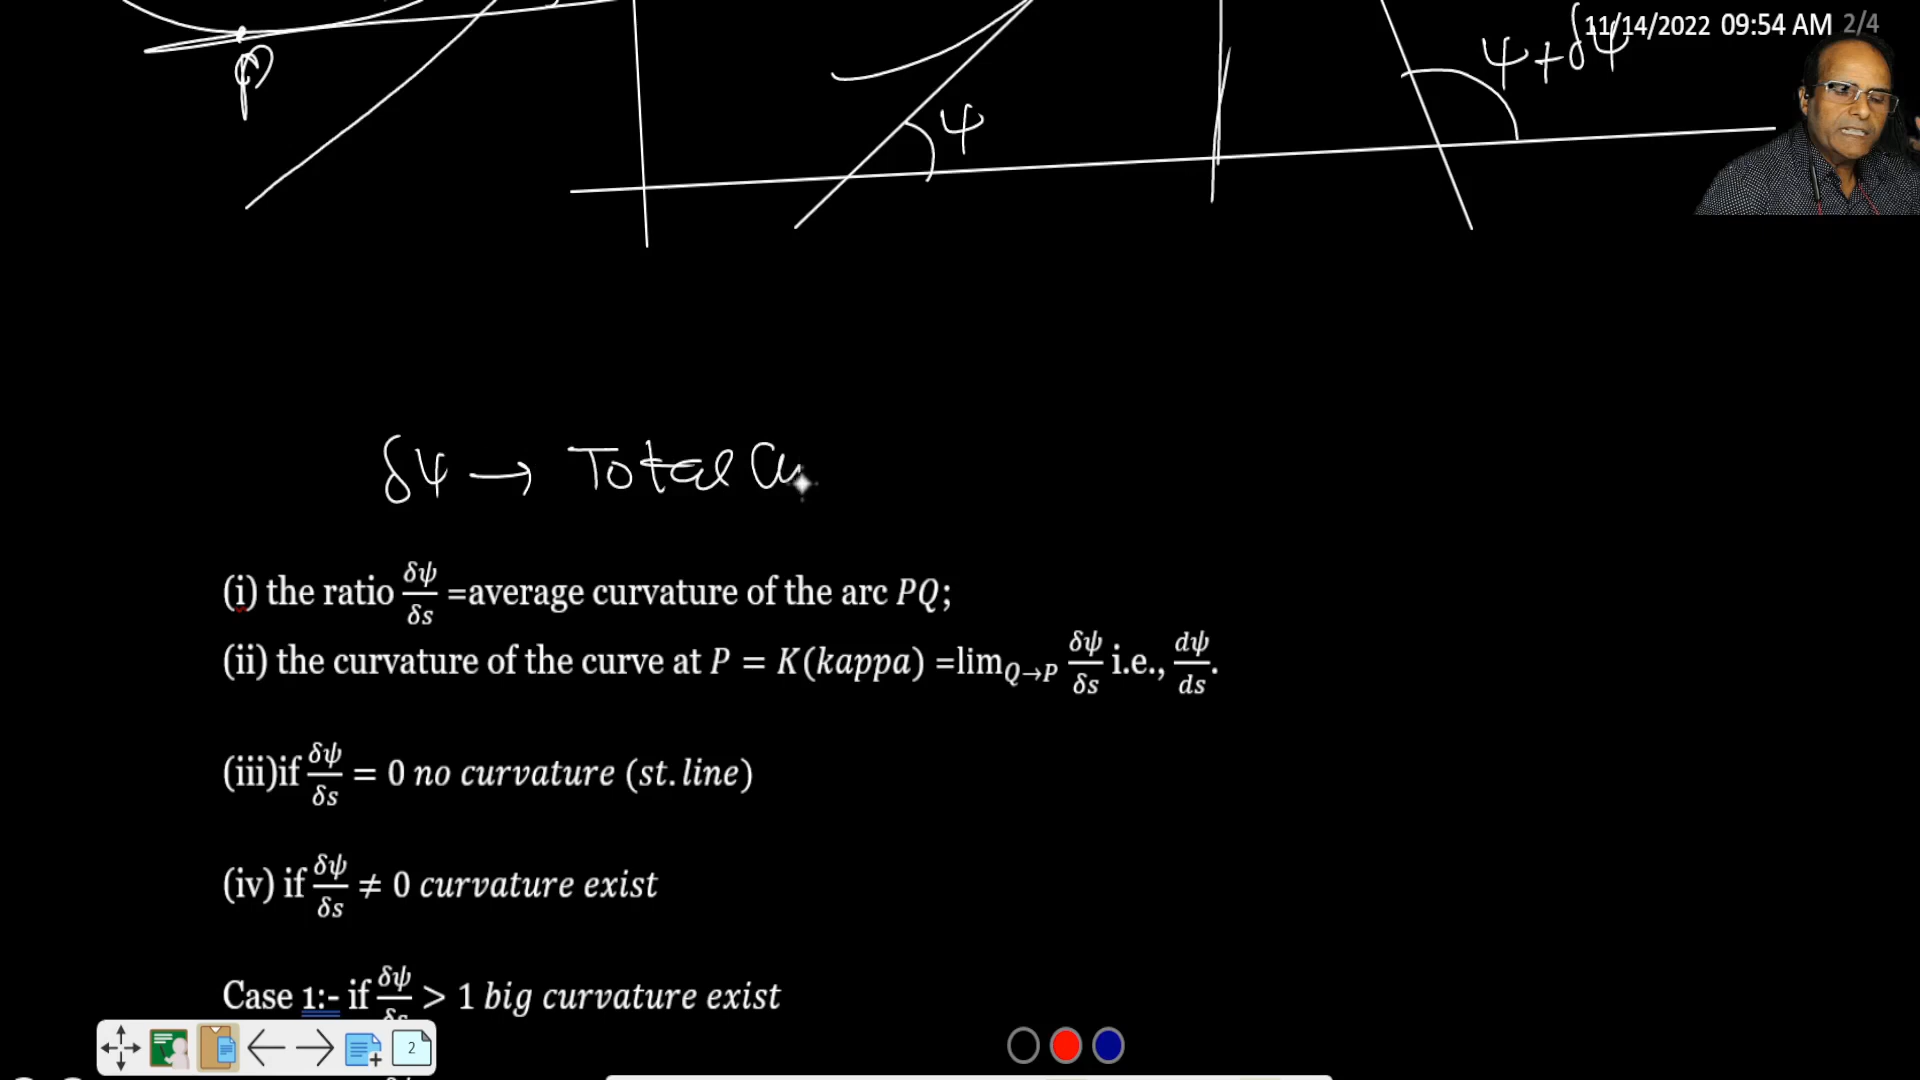 11/14/2022 09:54 AM 2/4
ψ+δψ
P
ψ
δψ → Total Cu
(i) the ratio δψ/δs =average curvature of the arc PQ;
(ii) the curvature of the curve at P = K(kappa) =lim Q→P δψ/δs i.e., dψ/ds.
(iii)if δψ/δs = 0 no curvature (st. line)
(iv) if δψ/δs ≠ 0 curvature exist
Case 1:- if δψ/δs > 1 big curvature exist
2